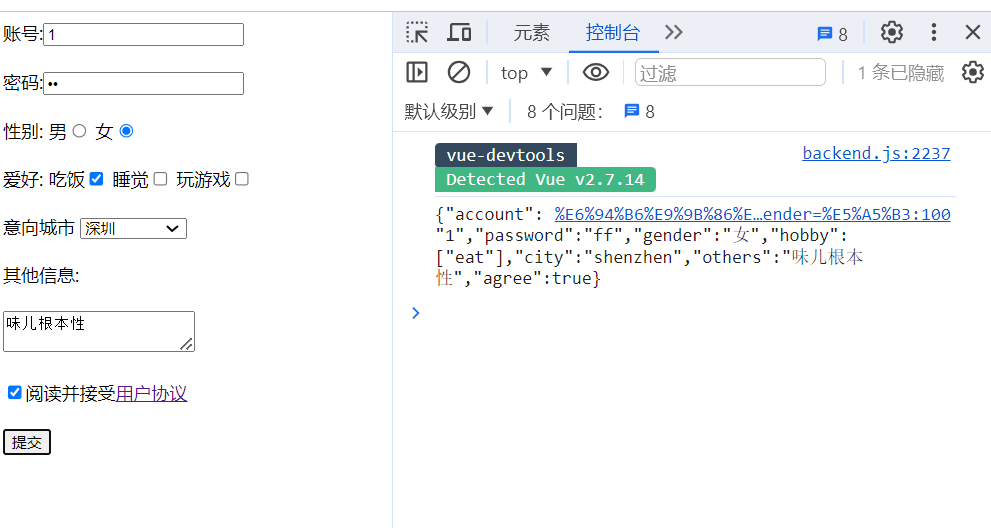 账号:1
密码:••
性别: 男 女
爱好: 吃饭 睡觉 玩游戏
意向城市 深圳
其他信息:
味儿根本性
阅读并接受用户协议
提交
元素 控制台 8
top 过滤 1 条已隐藏
默认级别 8 个问题: 8
vue-devtools backend.js:2237
Detected Vue v2.7.14
{"account": %E6%94%B6%E9%9B%86%E…ender=%E5%A5%B3:100
"1","password":"ff","gender":"女","hobby":
["eat"],"city":"shenzhen","others":"味儿根本
性","agree":true}